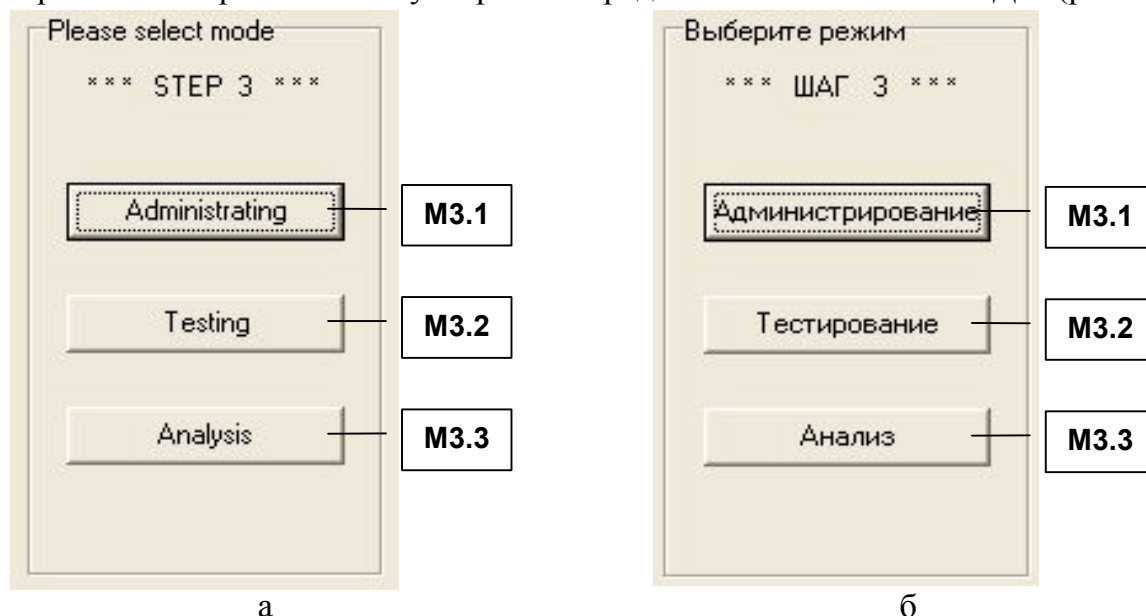 Please select mode
*** STEP 3 ***
Administrating
M3.1
Testing
M3.2
Analysis
M3.3
а
Выберите режим
*** ШАГ 3 ***
Администрирование
M3.1
Тестирование
M3.2
Анализ
M3.3
б